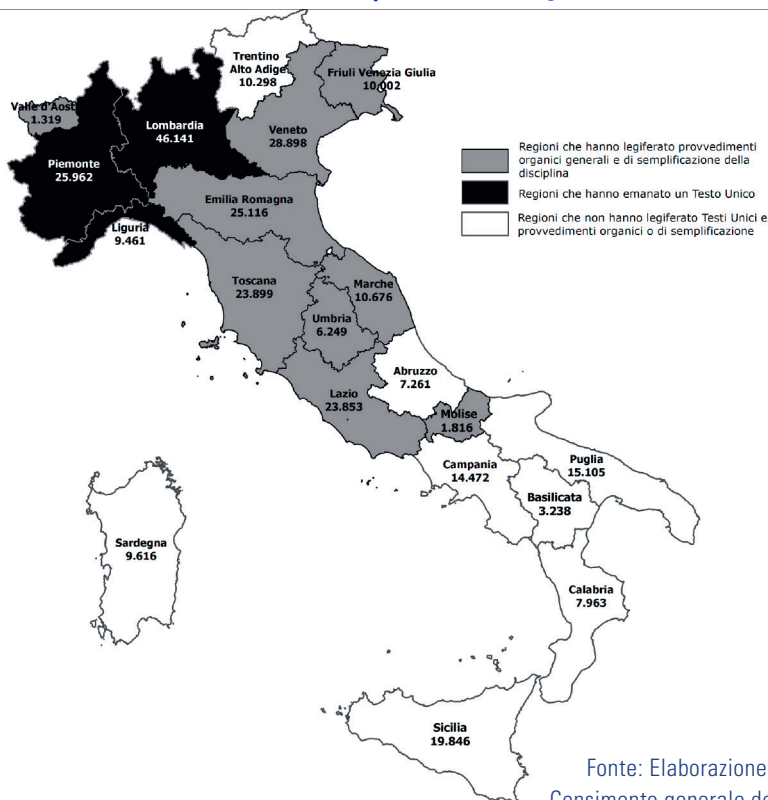 Trentino
Alto Adige
10.298
Friuli Venezia Giulia
10.002
Valle d'Aost
1.319
Lombardia
46.141
Veneto
28.898
Piemonte
25.962
Emilia Romagna
25.116
Liguria
9.461
Regioni che hanno legiferato provvedimenti
organici generali e di semplificazione della
disciplina
Regioni che hanno emanato un Testo Unico
Regioni che non hanno legiferato Testi Unici e
provvedimenti organici o di semplificazione
Toscana
23.899
Marche
10.676
Umbria
6.249
Abruzzo
7.261
Lazio
23.853
Molise
1.816
Campania
14.472
Puglia
15.105
Basilicata
3.238
Sardegna
9.616
Calabria
7.963
Sicilia
19.846
Fonte: Elaborazione
Censimento generale de